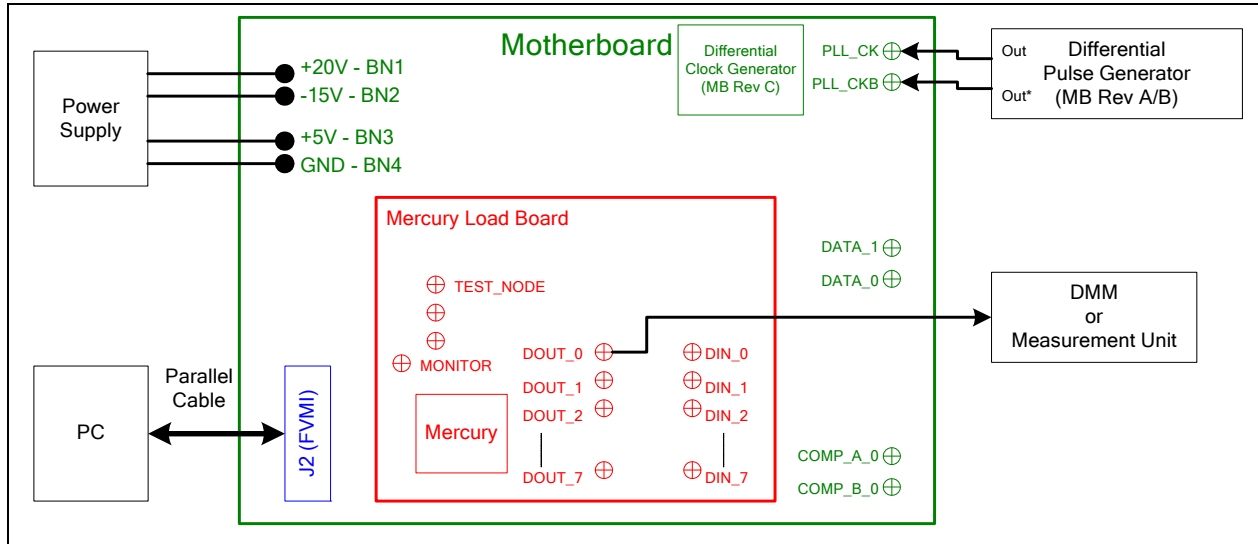 Motherboard
Power
Supply
+20V - BN1
-15V - BN2
+5V - BN3
GND - BN4
Differential
Clock Generator
(MB Rev C)
PLL_CK
PLL_CKB
Out
Out*
Differential
Pulse Generator
(MB Rev A/B)
Mercury Load Board
TEST_NODE
MONITOR
Mercury
DOUT_0
DOUT_1
DOUT_2
DOUT_7
DIN_0
DIN_1
DIN_2
DIN_7
DATA_1
DATA_0
DMM
or
Measurement Unit
PC
Parallel
Cable
J2 (FVMI)
COMP_A_0
COMP_B_0